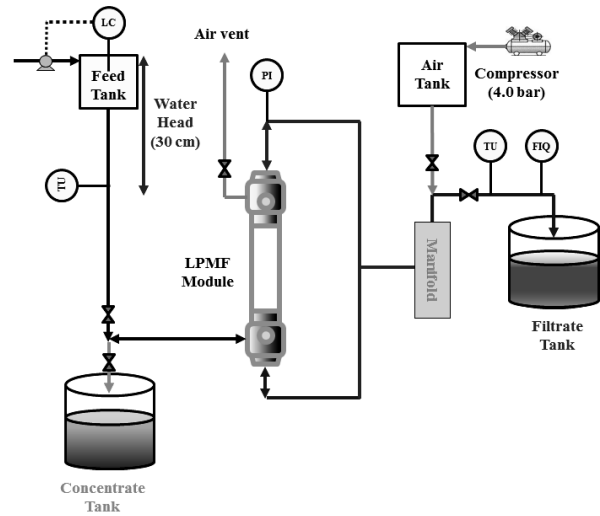 LC
Feed
Tank
Water
Head
(30 cm)
TU
Air vent
PI
Air
Tank
Compressor
(4.0 bar)
TU
FIQ
LPMF
Module
Manifold
Filtrate
Tank
Concentrate
Tank